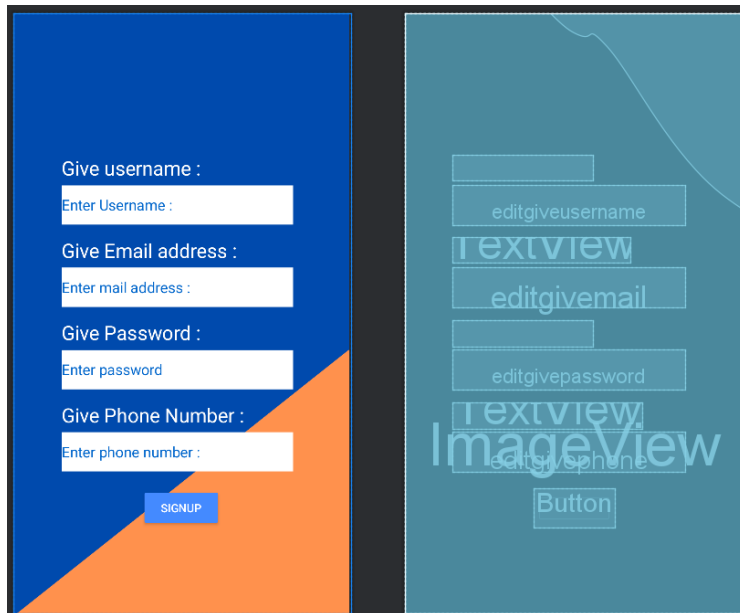 Give username :
Enter Username :
Give Email address :
Enter mail address :
Give Password :
Enter password
Give Phone Number :
Enter phone number :
SIGNUP
editgiveusername
TextView
editgivemail
editgivepassword
TextView
ImageView
editgivephone
Button